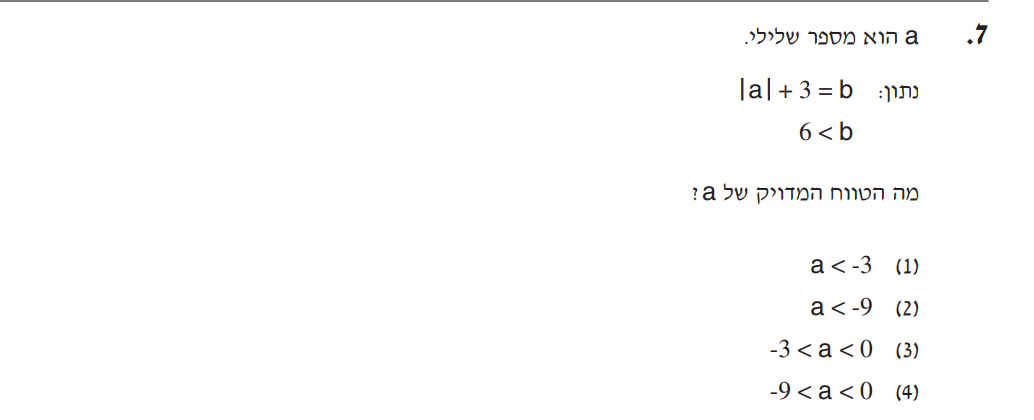 7. a הוא מספר שלילי.
נתון: |a| + 3 = b
6 < b
מה הטווח המדויק של a?
(1) a < -3
(2) a < -9
(3) -3 < a < 0
(4) -9 < a < 0